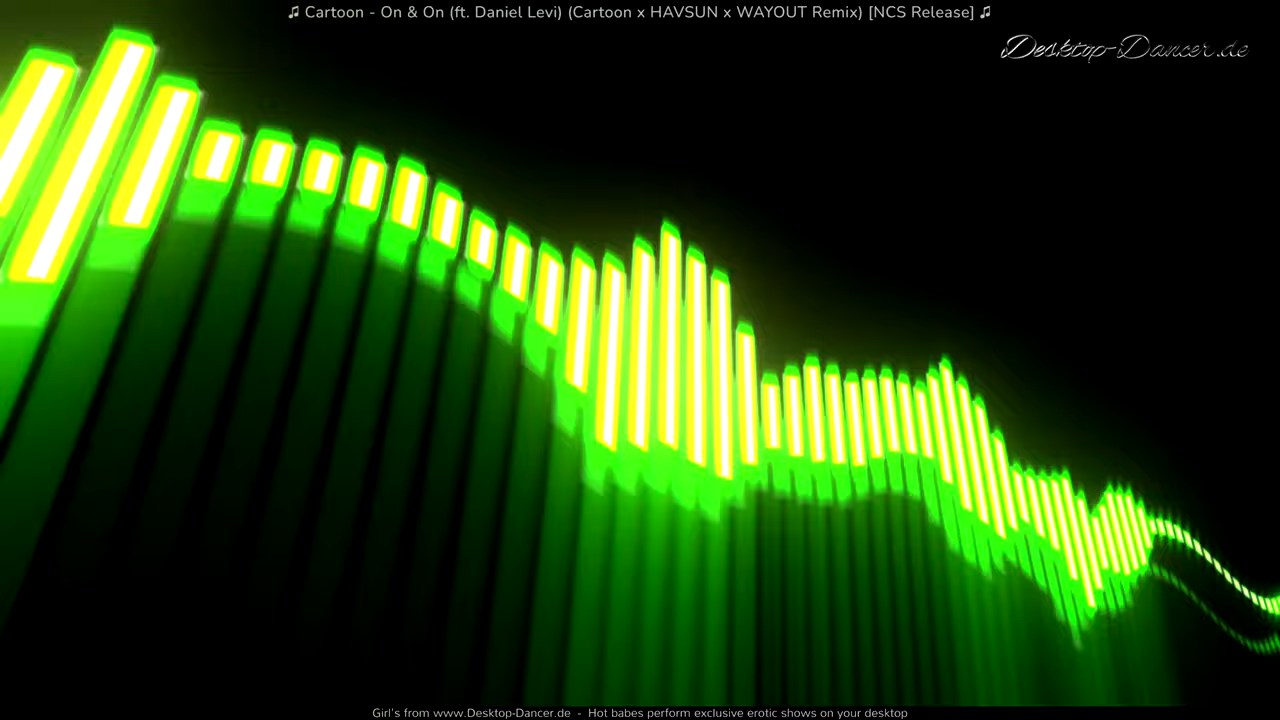 ♫ Cartoon - On & On (ft. Daniel Levi) (Cartoon x HAVSUN x WAYOUT Remix) [NCS Release] ♫
Desktop-Dancer.de
Girl's from www.Desktop-Dancer.de - Hot babes perform exclusive erotic shows on your desktop